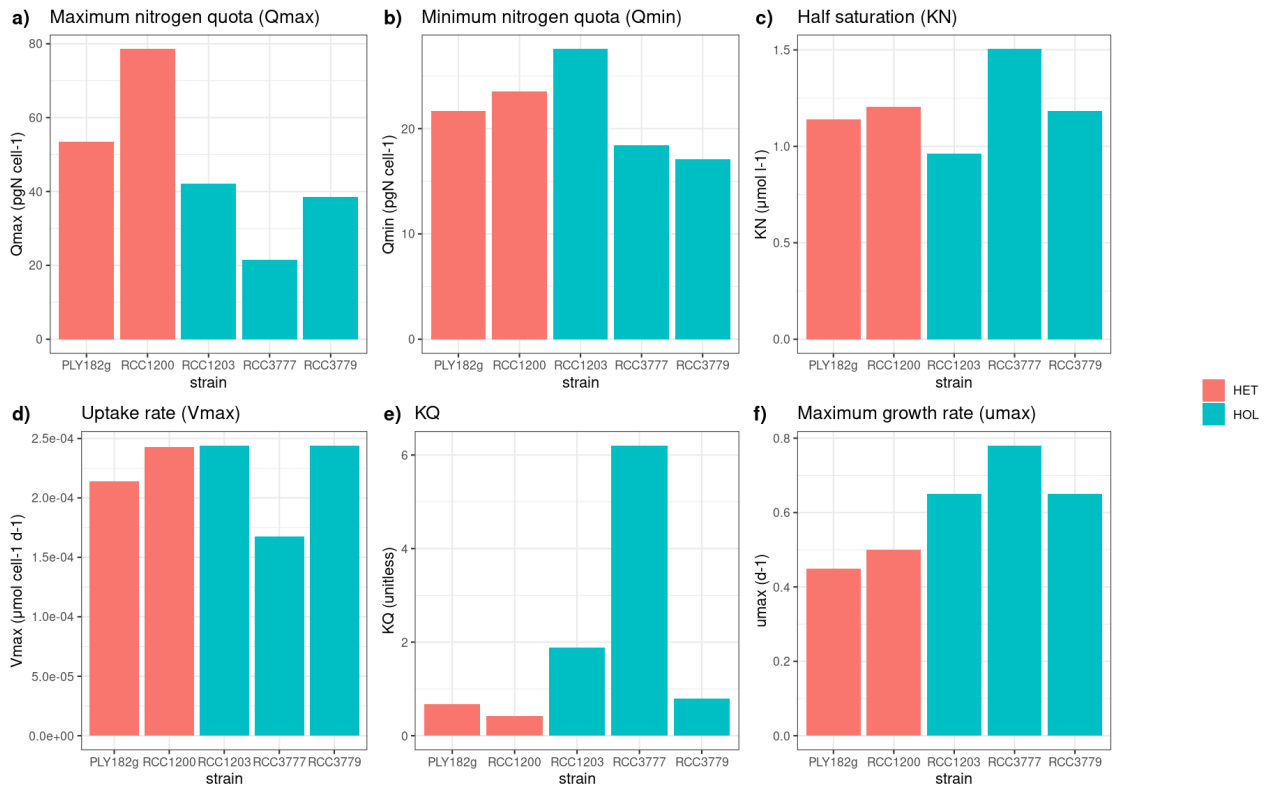 a) Maximum nitrogen quota (Qmax)
Qmax (pgN cell-1)
80
60
40
20
0
PLY182g RCC1200 RCC1203 RCC3777 RCC3779
strain
b) Minimum nitrogen quota (Qmin)
Qmin (pgN cell-1)
20
10
0
PLY182g RCC1200 RCC1203 RCC3777 RCC3779
strain
c) Half saturation (KN)
KN (µmol l-1)
1.5
1.0
0.5
0.0
PLY182g RCC1200 RCC1203 RCC3777 RCC3779
strain
HET
HOL
d) Uptake rate (Vmax)
Vmax (µmol cell-1 d-1)
2.5e-04
2.0e-04
1.5e-04
1.0e-04
5.0e-05
0.0e+00
PLY182g RCC1200 RCC1203 RCC3777 RCC3779
strain
e) KQ
KQ (unitless)
6
4
2
0
PLY182g RCC1200 RCC1203 RCC3777 RCC3779
strain
f) Maximum growth rate (umax)
umax (d-1)
0.8
0.6
0.4
0.2
0.0
PLY182g RCC1200 RCC1203 RCC3777 RCC3779
strain